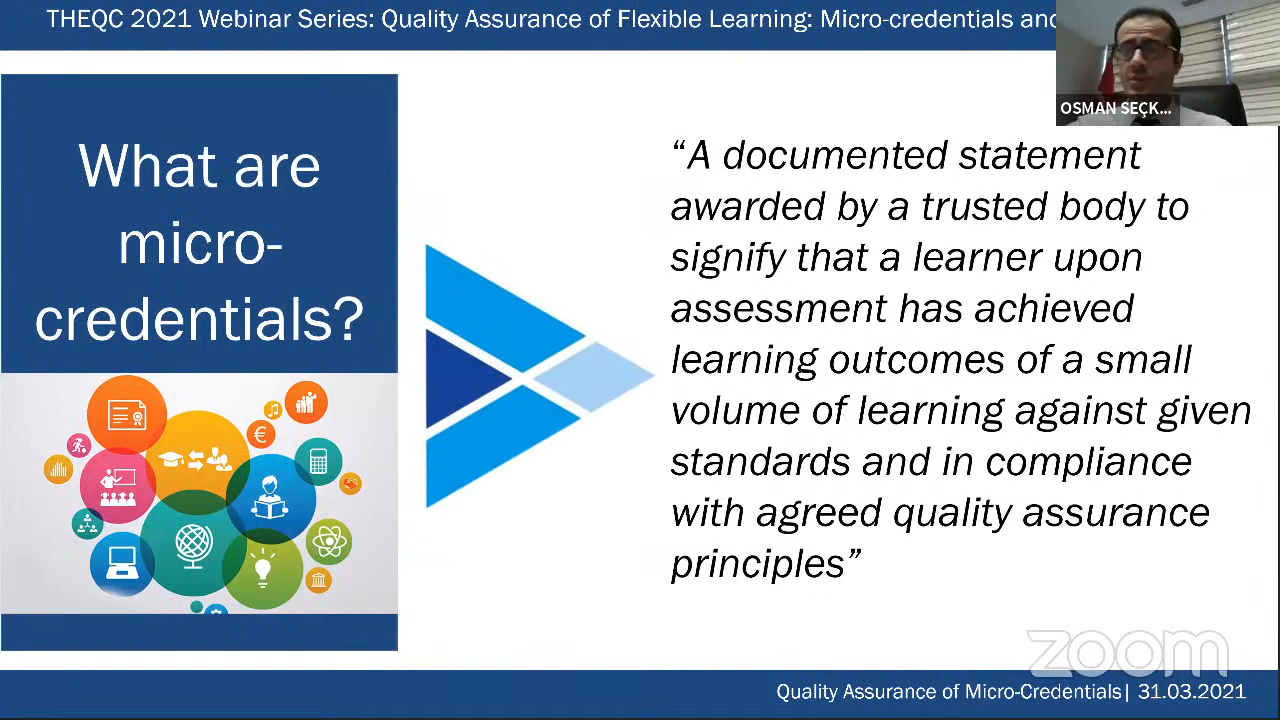 THEQC 2021 Webinar Series: Quality Assurance of Flexible Learning: Micro-credentials and
OSMAN SEÇK...
What are
micro-
credentials?
“A documented statement
awarded by a trusted body to
signify that a learner upon
assessment has achieved
learning outcomes of a small
volume of learning against given
standards and in compliance
with agreed quality assurance
principles”
zoom
Quality Assurance of Micro-Credentials| 31.03.2021